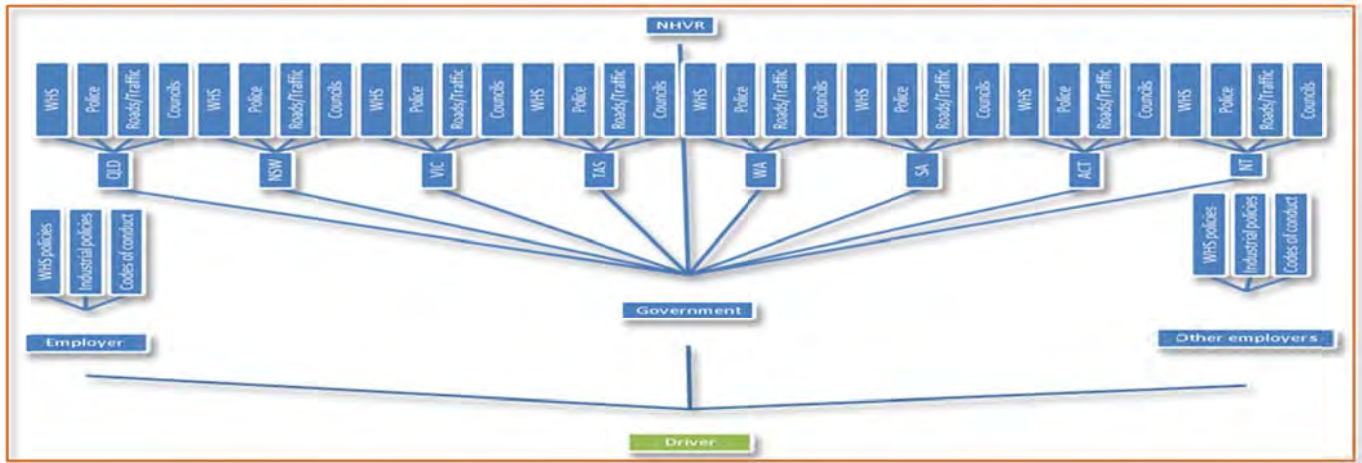 NHVR
WHS
Police
Roads/Traffic
Councils
WHS
Police
Roads/Traffic
Councils
WHS
Police
Roads/Traffic
Councils
WHS
Police
Roads/Traffic
Councils
WHS
Police
Roads/Traffic
Councils
WHS
Police
Roads/Traffic
Councils
WHS
Police
Roads/Traffic
Councils
WHS
Police
Roads/Traffic
Councils
QLD
NSW
VIC
TAS
WA
SA
ACT
NT
WHS policies
Industrial policies
Codes of conduct
WHS policies
Industrial policies
Codes of conduct
Government
Employer
Other employers
Driver